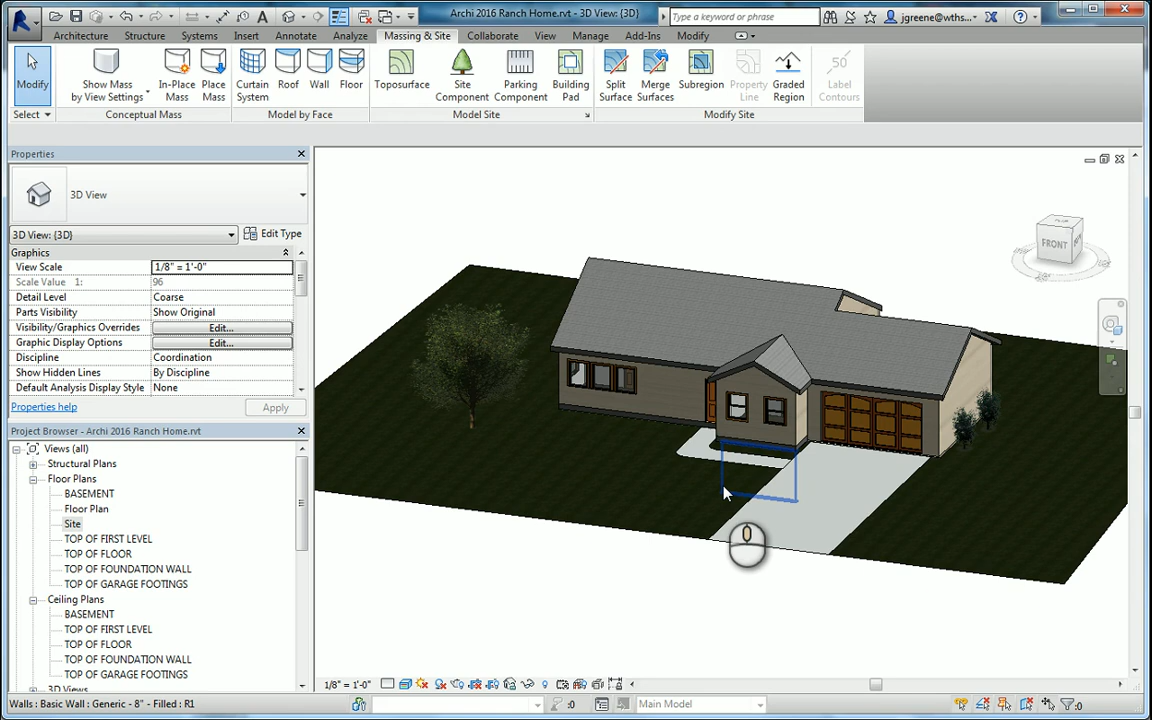 Archi 2016 Ranch Home.rvt - 3D View: {3D}
Type a keyword or phrase
jgreene@wths...
Architecture Structure Systems Insert Annotate Analyze Massing & Site Collaborate View Manage Add-Ins Modify
Modify
Show Mass by View Settings
In-Place Mass
Place Mass
Curtain System
Roof
Wall
Floor
Toposurface
Site Component
Parking Component
Building Pad
Split Surface
Merge Surfaces
Subregion
Property Line
Graded Region
50
Label Contours
Select
Conceptual Mass
Model by Face
Model Site
Modify Site
Properties
3D View
3D View: {3D}
Edit Type
Graphics
View Scale 1/8" = 1'-0"
Scale Value 1: 96
Detail Level Coarse
Parts Visibility Show Original
Visibility/Graphics Overrides Edit...
Graphic Display Options Edit...
Discipline Coordination
Show Hidden Lines By Discipline
Default Analysis Display Style None
Properties help
Apply
Project Browser - Archi 2016 Ranch Home.rvt
Views (all)
Structural Plans
Floor Plans
BASEMENT
Floor Plan
Site
TOP OF FIRST LEVEL
TOP OF FLOOR
TOP OF FOUNDATION WALL
TOP OF GARAGE FOOTINGS
Ceiling Plans
BASEMENT
TOP OF FIRST LEVEL
TOP OF FLOOR
TOP OF FOUNDATION WALL
TOP OF GARAGE FOOTINGS
3D Views
FRONT
1/8" = 1'-0"
Walls : Basic Wall : Generic - 8" - Filled : R1
:0
Main Model
:0